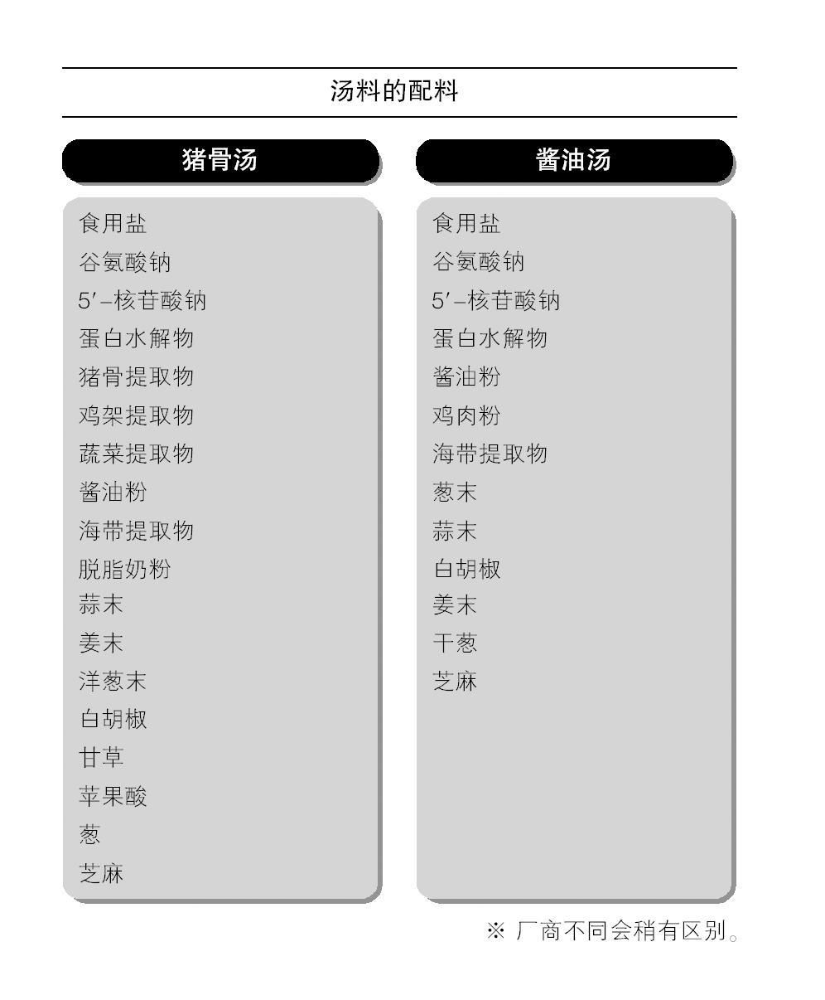 汤料的配料
猪骨汤
食用盐
谷氨酸钠
5′–核苷酸钠
蛋白水解物
猪骨提取物
鸡架提取物
蔬菜提取物
酱油粉
海带提取物
脱脂奶粉
蒜末
姜末
洋葱末
白胡椒
甘草
苹果酸
葱
芝麻
酱油汤
食用盐
谷氨酸钠
5′–核苷酸钠
蛋白水解物
酱油粉
鸡肉粉
海带提取物
葱末
蒜末
白胡椒
姜末
干葱
芝麻
※ 厂商不同会稍有区别。